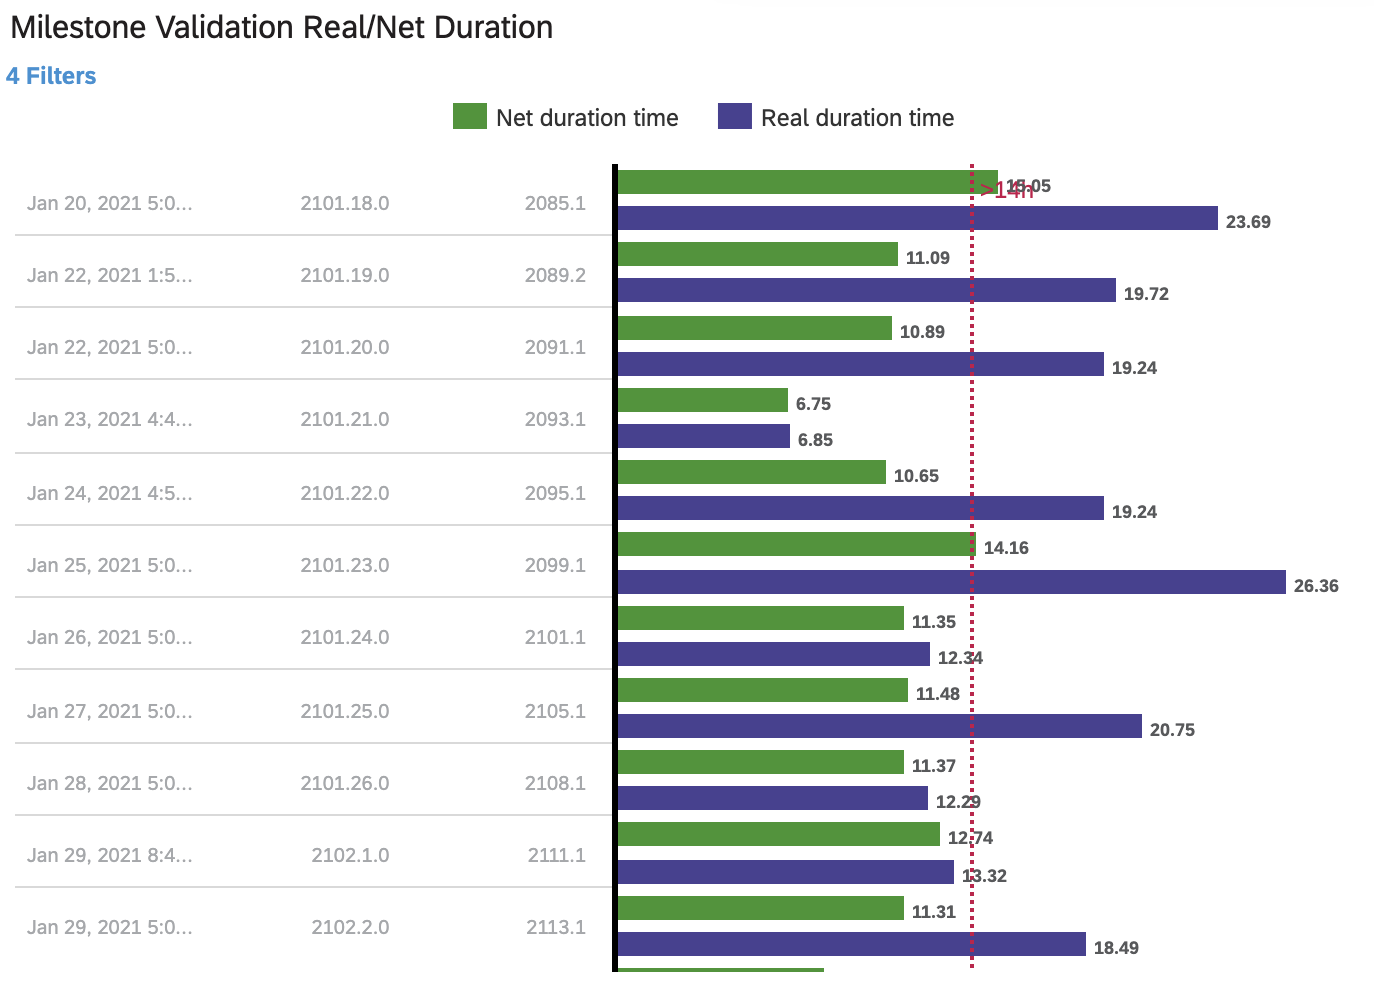 Milestone Validation Real/Net Duration
4 Filters
Net duration time Real duration time
>14h
Jan 20, 2021 5:0... 2101.18.0 2085.1 15.05
23.69
Jan 22, 2021 1:5... 2101.19.0 2089.2 11.09
19.72
Jan 22, 2021 5:0... 2101.20.0 2091.1 10.89
19.24
Jan 23, 2021 4:4... 2101.21.0 2093.1 6.75
6.85
Jan 24, 2021 4:5... 2101.22.0 2095.1 10.65
19.24
Jan 25, 2021 5:0... 2101.23.0 2099.1 14.16
26.36
Jan 26, 2021 5:0... 2101.24.0 2101.1 11.35
12.34
Jan 27, 2021 5:0... 2101.25.0 2105.1 11.48
20.75
Jan 28, 2021 5:0... 2101.26.0 2108.1 11.37
12.29
Jan 29, 2021 8:4... 2102.1.0 2111.1 12.74
13.32
Jan 29, 2021 5:0... 2102.2.0 2113.1 11.31
18.49